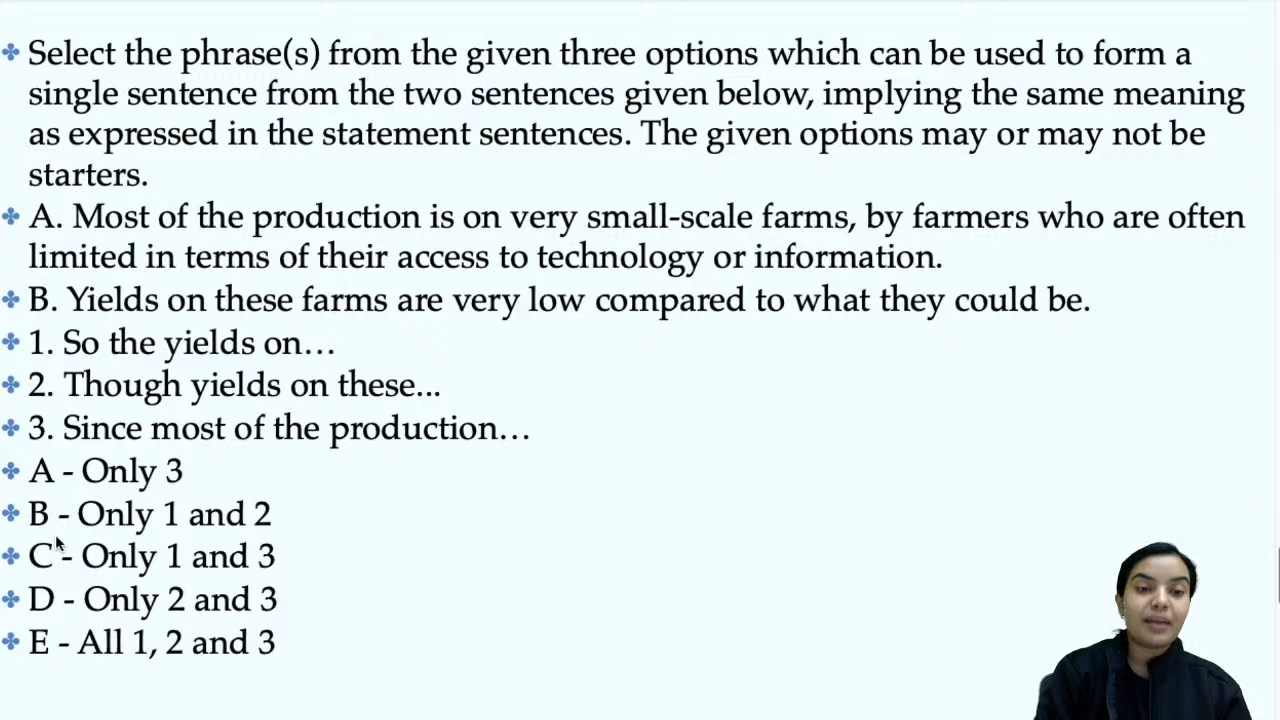 Select the phrase(s) from the given three options which can be used to form a
single sentence from the two sentences given below, implying the same meaning
as expressed in the statement sentences. The given options may or may not be
starters.
A. Most of the production is on very small-scale farms, by farmers who are often
limited in terms of their access to technology or information.
B. Yields on these farms are very low compared to what they could be.
1. So the yields on…
2. Though yields on these...
3. Since most of the production…
A - Only 3
B - Only 1 and 2
C - Only 1 and 3
D - Only 2 and 3
E - All 1, 2 and 3